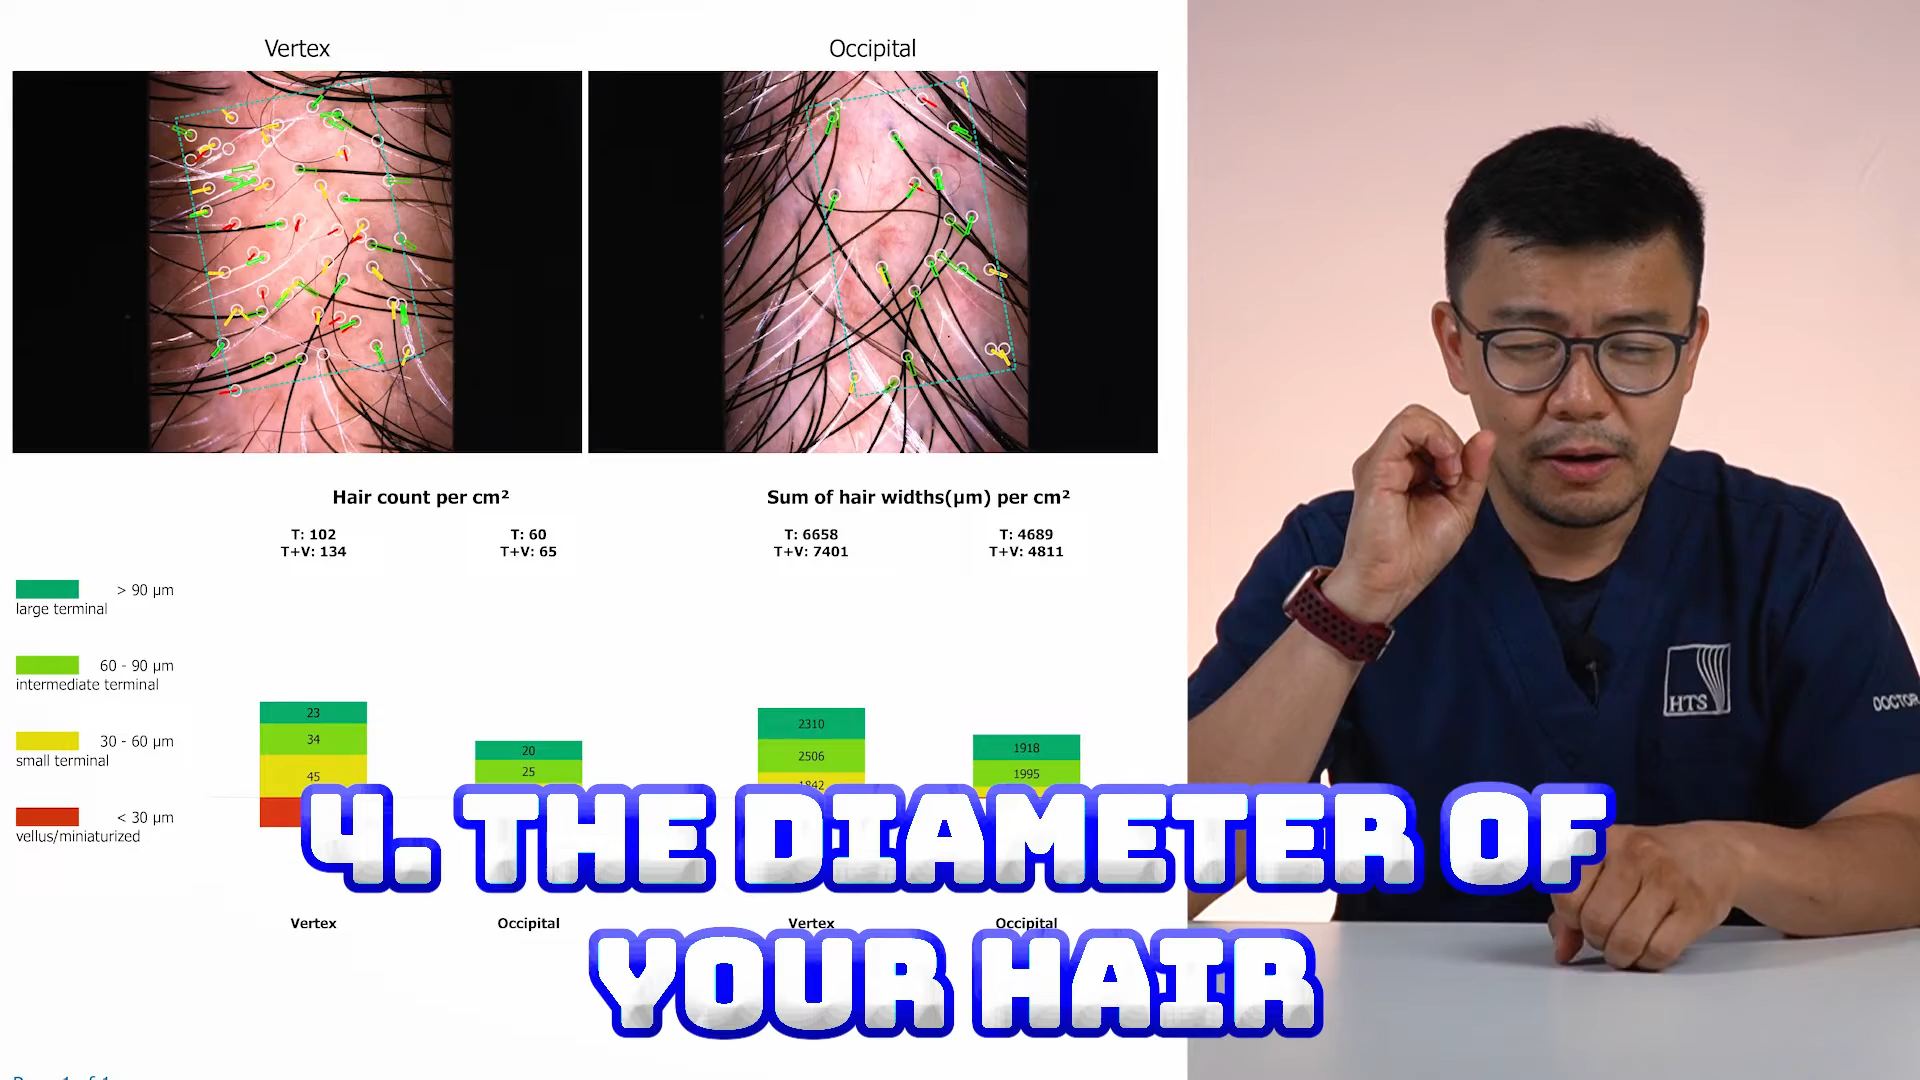 Vertex
Occipital
Hair count per cm²
Sum of hair widths(µm) per cm²
T: 102
T+V: 134
T: 60
T+V: 65
T: 6658
T+V: 7401
T: 4689
T+V: 4811
> 90 µm
large terminal
60 - 90 µm
intermediate terminal
30 - 60 µm
small terminal
< 30 µm
vellus/miniaturized
23
34
45
20
25
2310
2506
1842
1918
1995
HTS
DOCTOR
4. THE DIAMETER OF
YOUR HAIR
Vertex
Occipital
Vertex
Occipital